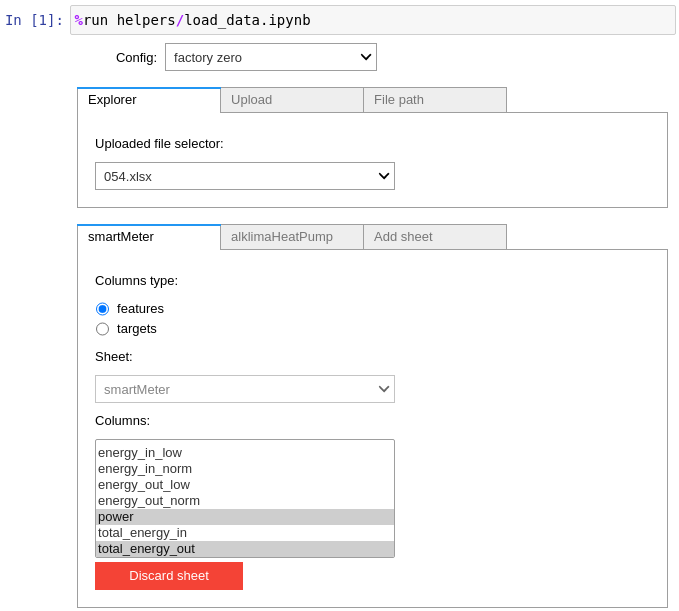 In [1]: %run helpers/load_data.ipynb
Config: factory zero
Explorer Upload File path
Uploaded file selector:
054.xlsx
smartMeter alklimaHeatPump Add sheet
Columns type:
features
targets
Sheet:
smartMeter
Columns:
energy_in_low
energy_in_norm
energy_out_low
energy_out_norm
power
total_energy_in
total_energy_out
Discard sheet